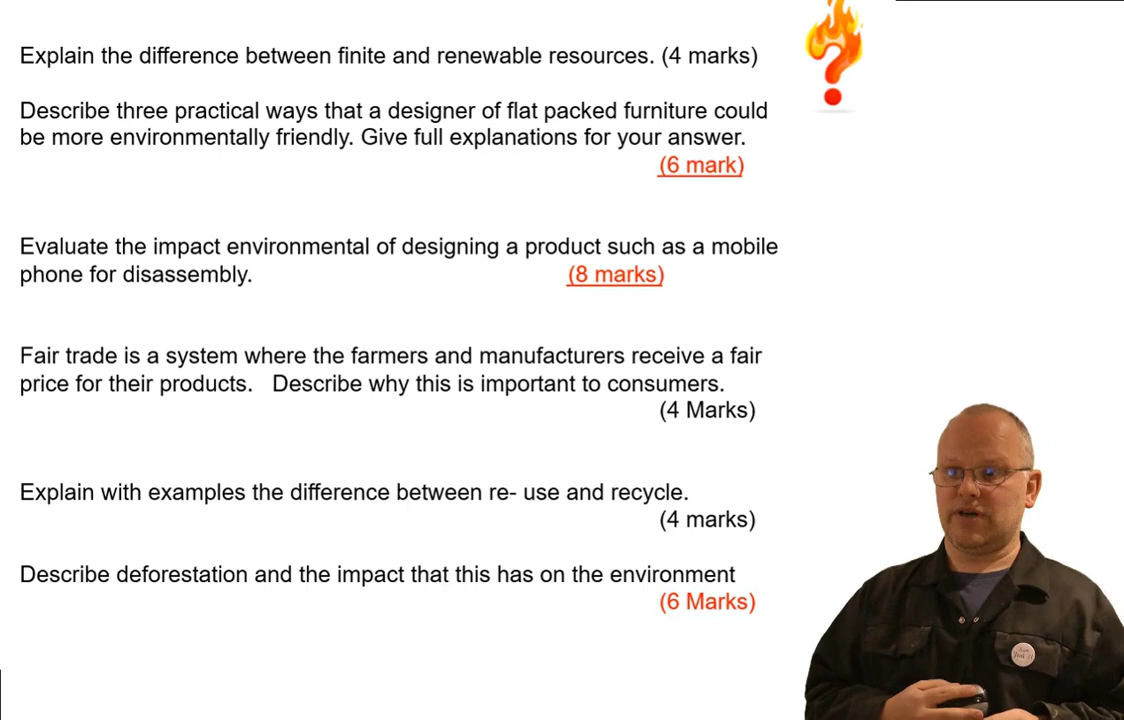 Explain the difference between finite and renewable resources. (4 marks)
Describe three practical ways that a designer of flat packed furniture could
be more environmentally friendly. Give full explanations for your answer.
(6 mark)
Evaluate the impact environmental of designing a product such as a mobile
phone for disassembly. (8 marks)
Fair trade is a system where the farmers and manufacturers receive a fair
price for their products. Describe why this is important to consumers.
(4 Marks)
Explain with examples the difference between re- use and recycle.
(4 marks)
Describe deforestation and the impact that this has on the environment
(6 Marks)